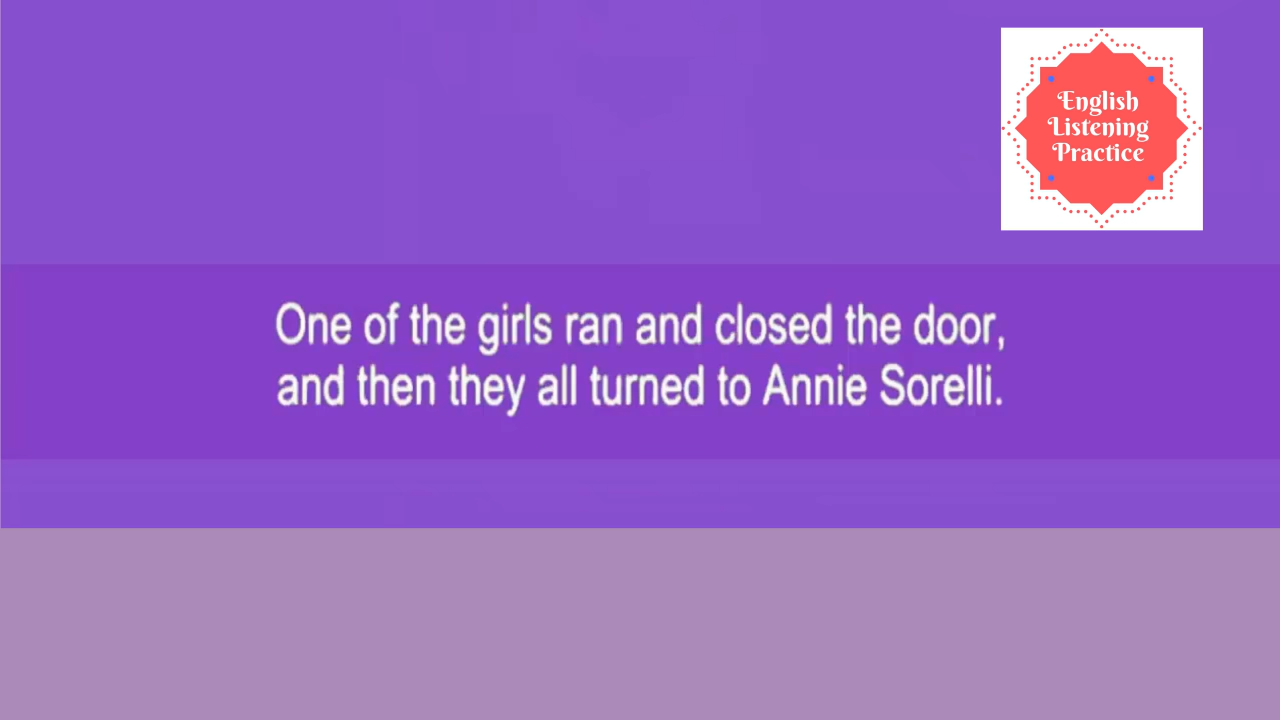 English
Listening
Practice
One of the girls ran and closed the door,
and then they all turned to Annie Sorelli.